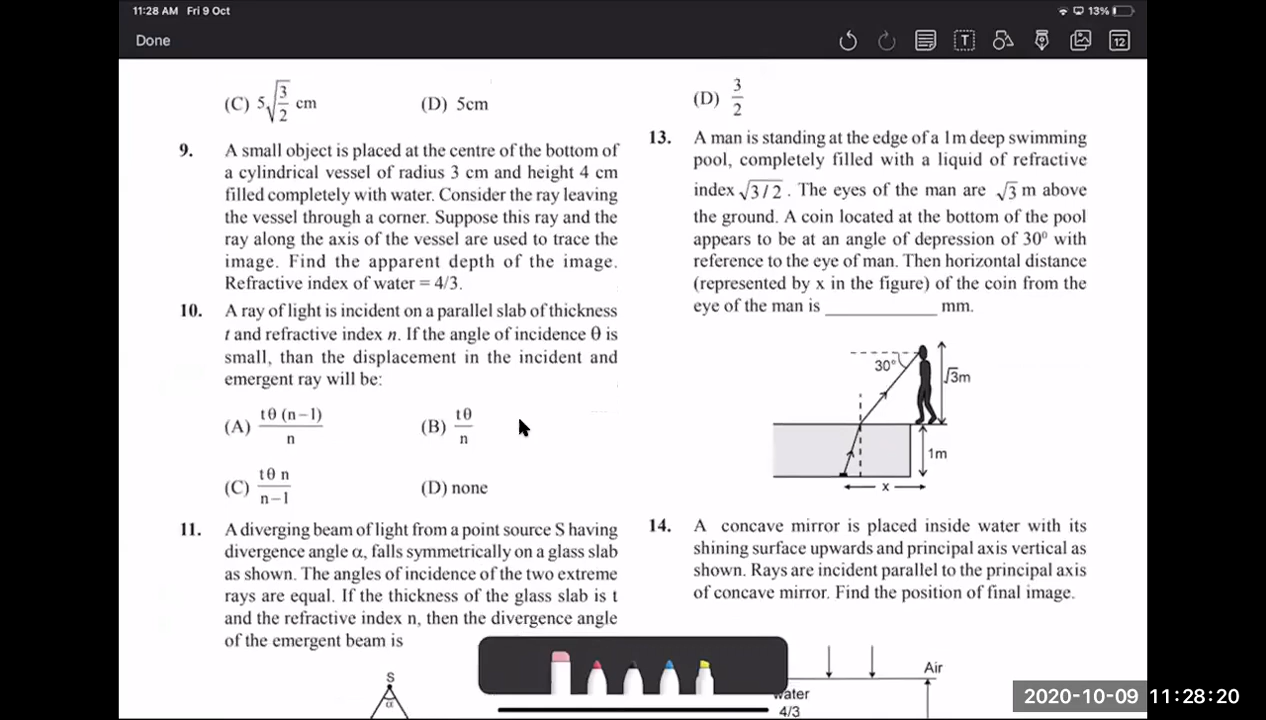 11:28 AM Fri 9 Oct
13%
Done
T
12
(C) 5√(3/2) cm (D) 5cm
9. A small object is placed at the centre of the bottom of
a cylindrical vessel of radius 3 cm and height 4 cm
filled completely with water. Consider the ray leaving
the vessel through a corner. Suppose this ray and the
ray along the axis of the vessel are used to trace the
image. Find the apparent depth of the image.
Refractive index of water = 4/3.
10. A ray of light is incident on a parallel slab of thickness
t and refractive index n. If the angle of incidence θ is
small, than the displacement in the incident and
emergent ray will be:
(A) tθ (n−1)/n (B) tθ/n
(C) tθ n/(n−1) (D) none
11. A diverging beam of light from a point source S having
divergence angle α, falls symmetrically on a glass slab
as shown. The angles of incidence of the two extreme
rays are equal. If the thickness of the glass slab is t
and the refractive index n, then the divergence angle
of the emergent beam is
S
α
(D) 3/2
13. A man is standing at the edge of a 1m deep swimming
pool, completely filled with a liquid of refractive
index √3/2 . The eyes of the man are √3 m above
the ground. A coin located at the bottom of the pool
appears to be at an angle of depression of 30⁰ with
reference to the eye of man. Then horizontal distance
(represented by x in the figure) of the coin from the
eye of the man is ____________ mm.
30°
√3m
1m
x
14. A concave mirror is placed inside water with its
shining surface upwards and principal axis vertical as
shown. Rays are incident parallel to the principal axis
of concave mirror. Find the position of final image.
Air
water
4/3
2020-10-09 11:28:20